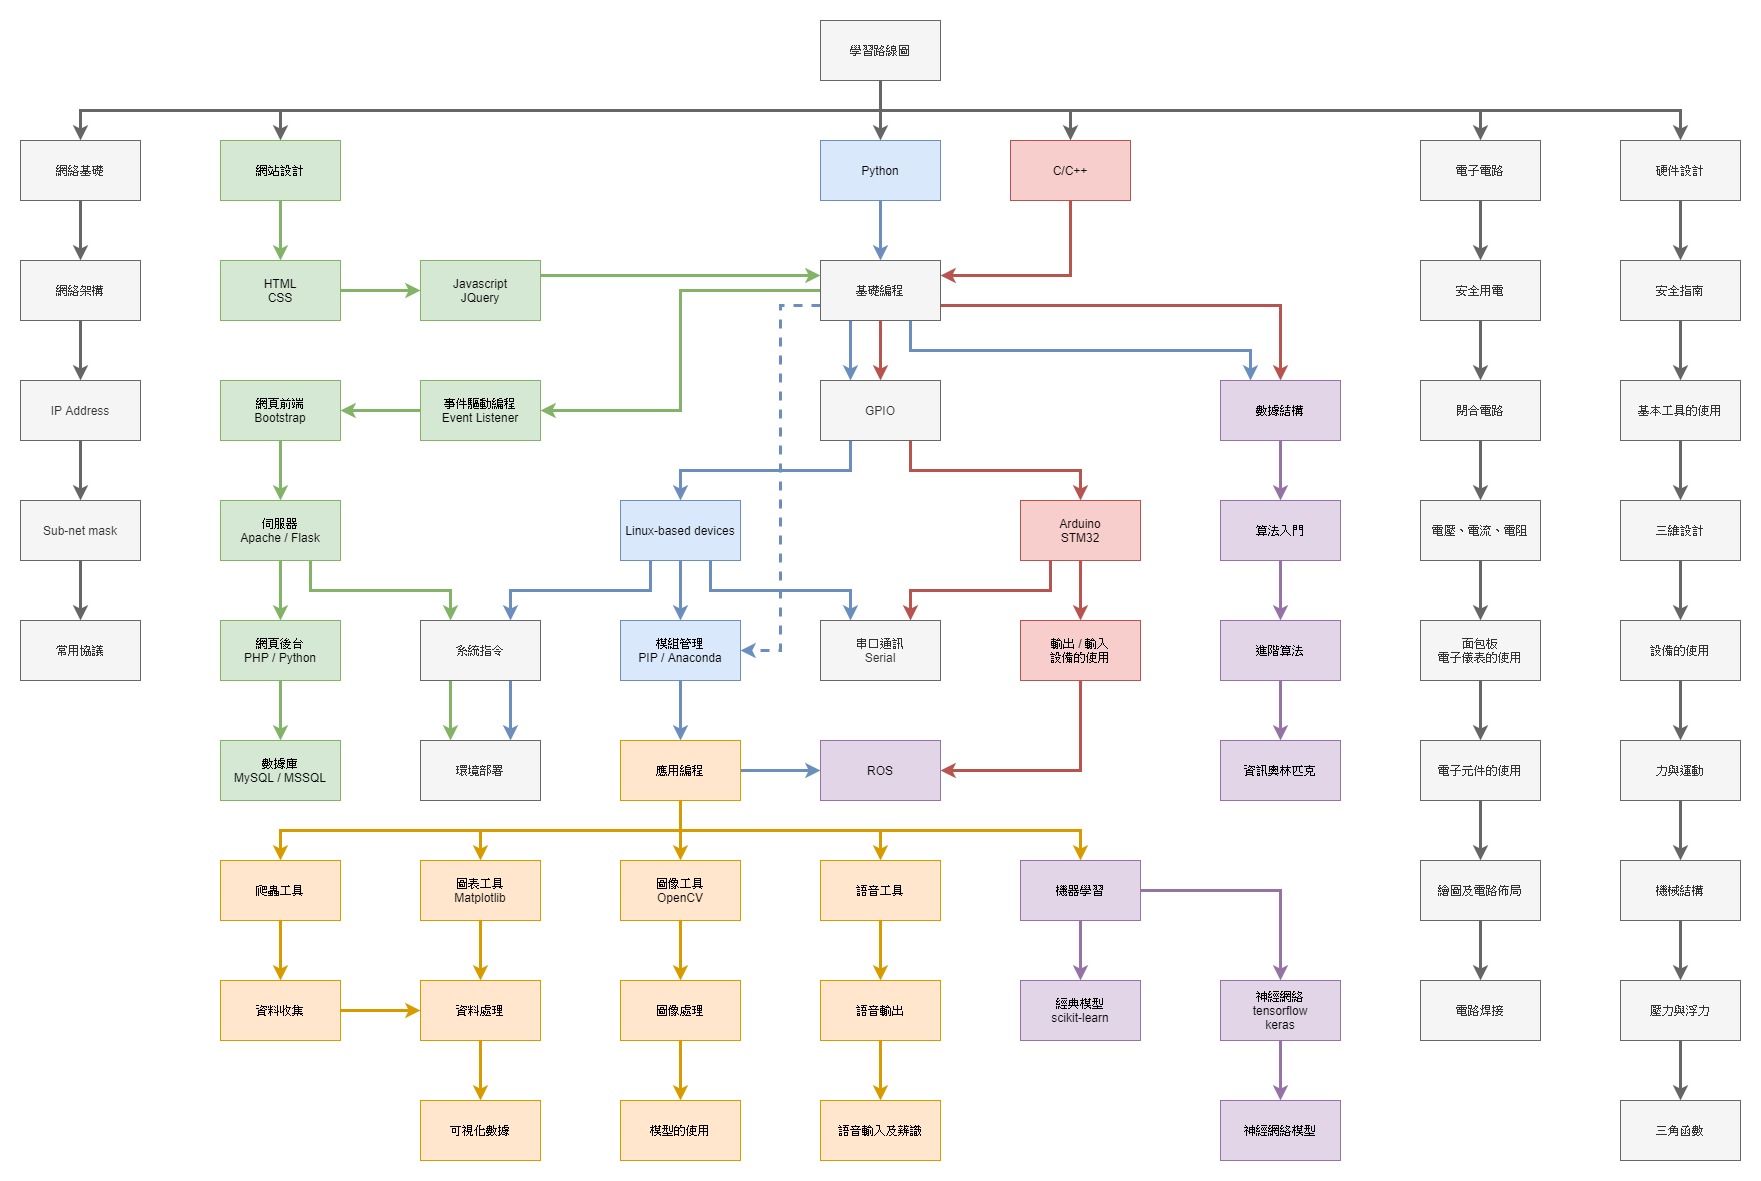 學習路線圖
網絡基礎
網站設計
Python
C/C++
電子電路
硬件設計
網絡架構
HTML
CSS
Javascript
JQuery
基礎編程
安全用電
安全指南
IP Address
網頁前端
Bootstrap
事件驅動編程
Event Listener
GPIO
數據結構
閉合電路
基本工具的使用
Sub-net mask
伺服器
Apache / Flask
Linux-based devices
Arduino
STM32
算法入門
電壓、電流、電阻
三維設計
常用協議
網頁後台
PHP / Python
系統指令
模組管理
PIP / Anaconda
串口通訊
Serial
輸出 / 輸入
設備的使用
進階算法
面包板
電子儀表的使用
設備的使用
數據庫
MySQL / MSSQL
環境部署
應用編程
ROS
資訊奧林匹克
電子元件的使用
力與運動
爬蟲工具
圖表工具
Matplotlib
圖像工具
OpenCV
語音工具
機器學習
繪圖及電路佈局
機械結構
資料收集
資料處理
圖像處理
語音輸出
經典模型
scikit-learn
神經網絡
tensorflow
keras
電路焊接
壓力與浮力
可視化數據
模型的使用
語音輸入及辨識
神經網絡模型
三角函數